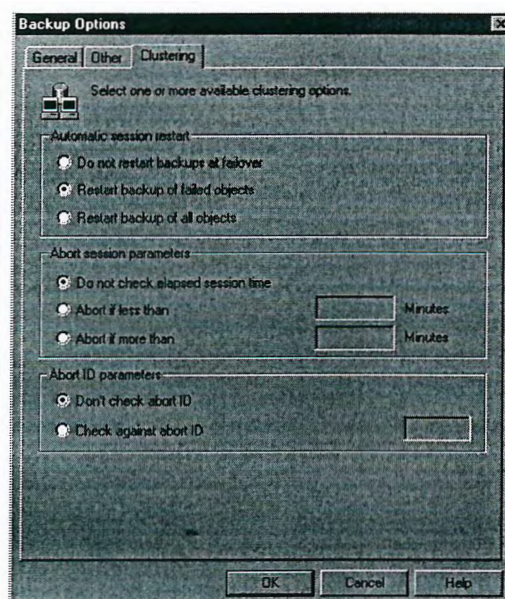 Backup Options
General Other Clustering
Select one or more available clustering options.
Automatic session restart
Do not restart backups at failover
Restart backup of failed objects
Restart backup of all objects
Abort session parameters
Do not check elapsed session time
Abort if less than Minutes
Abort if more than Minutes
Abort ID parameters
Don't check abort ID
Check against abort ID
OK Cancel Help